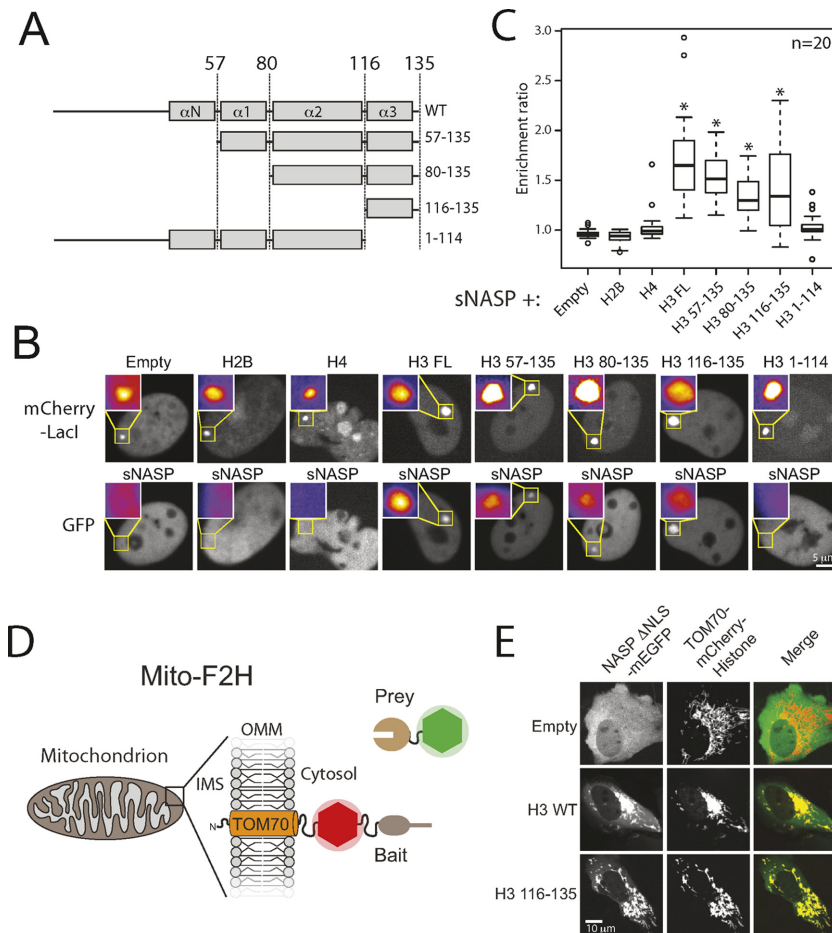 A
57 80 116 135
αN α1 α2 α3 WT
57-135
80-135
116-135
1-114
C
n=20
Enrichment ratio
3.0
2.5
2.0
1.5
1.0
* * * *
sNASP +:
Empty
H2B
H4
H3 FL
H3 57-135
H3 80-135
H3 116-135
H3 1-114
B
Empty H2B H4 H3 FL H3 57-135 H3 80-135 H3 116-135 H3 1-114
mCherry
-LacI
sNASP sNASP sNASP sNASP sNASP sNASP sNASP sNASP
GFP
5 μm
D
Mito-F2H
Prey
OMM
Mitochondrion
IMS
Cytosol
N
TOM70
Bait
E
NASP ΔNLS
-mEGFP
TOM70-
mCherry-
Histone
Merge
Empty
H3 WT
H3 116-135
10 μm